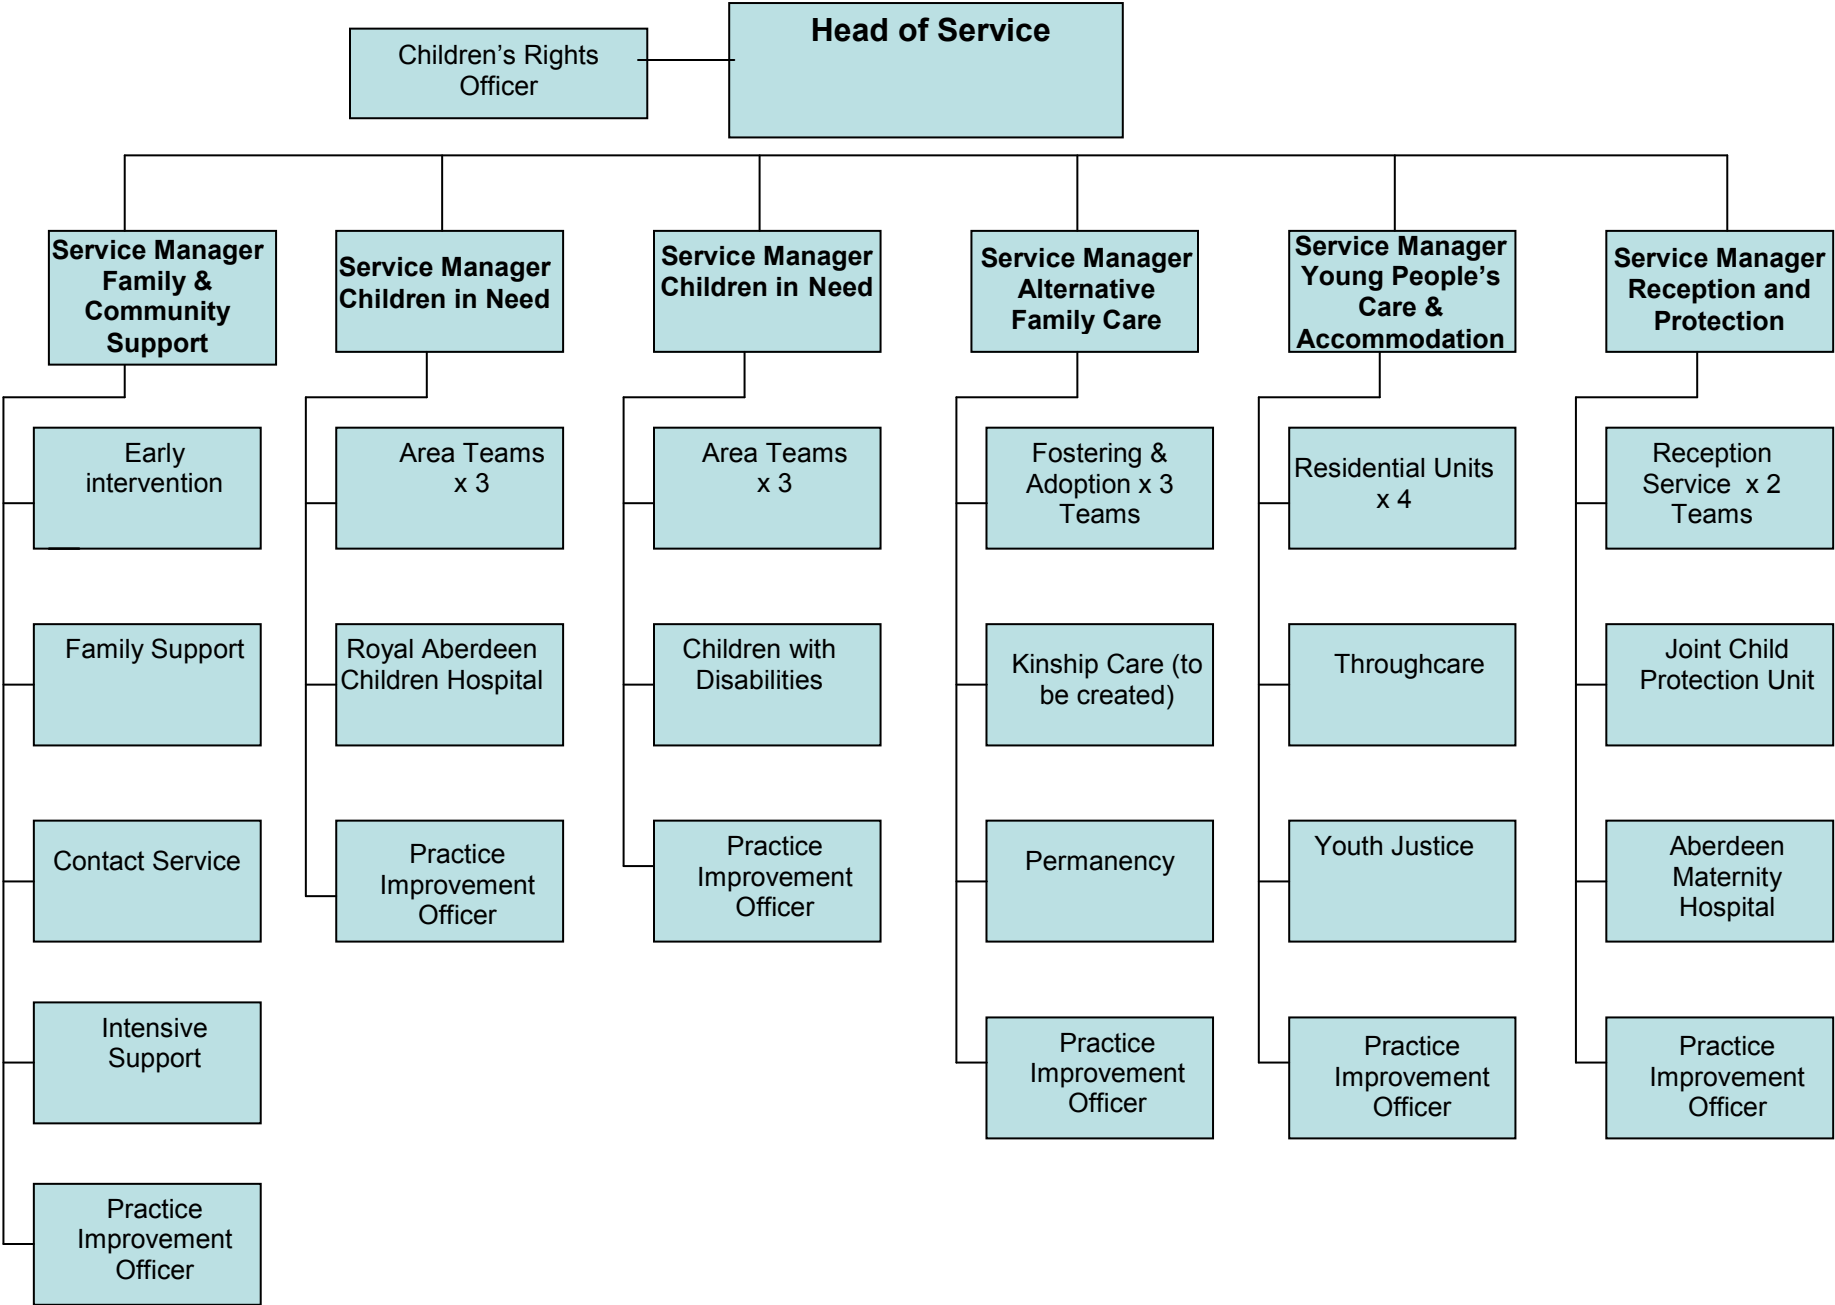 Head of Service
Children’s Rights
Officer
Service Manager
Family &
Community
Support
Service Manager
Children in Need
Service Manager
Children in Need
Service Manager
Alternative
Family Care
Service Manager
Young People’s
Care &
Accommodation
Service Manager
Reception and
Protection
Early
intervention
Area Teams
x 3
Area Teams
x 3
Fostering &
Adoption x 3
Teams
Residential Units
x 4
Reception
Service x 2
Teams
Family Support
Royal Aberdeen
Children Hospital
Children with
Disabilities
Kinship Care (to
be created)
Throughcare
Joint Child
Protection Unit
Contact Service
Practice
Improvement
Officer
Practice
Improvement
Officer
Permanency
Youth Justice
Aberdeen
Maternity
Hospital
Intensive
Support
Practice
Improvement
Officer
Practice
Improvement
Officer
Practice
Improvement
Officer
Practice
Improvement
Officer